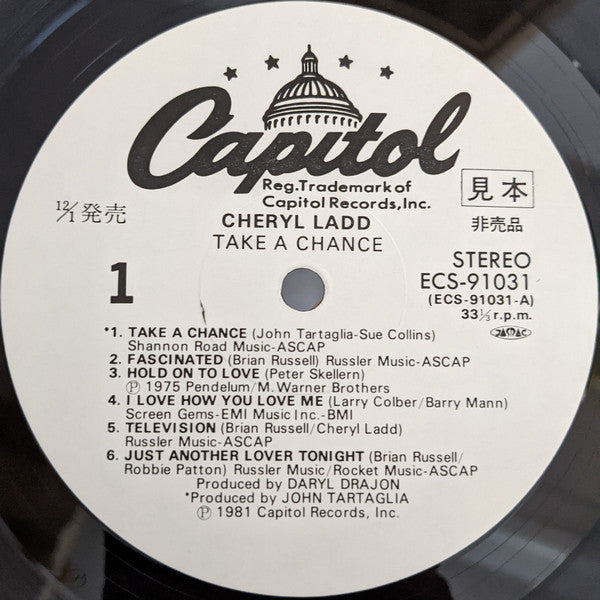 Capitol
Reg.Trademark of
Capitol Records, Inc.
見本
12/1 発売
非売品
CHERYL LADD
TAKE A CHANCE
1
STEREO
ECS-91031
(ECS-91031-A)
33⅓ r.p.m.
JASRAC
*1. TAKE A CHANCE (John Tartaglia-Sue Collins)
Shannon Road Music-ASCAP
2. FASCINATED (Brian Russell) Russler Music-ASCAP
3. HOLD ON TO LOVE (Peter Skellern)
Ⓟ 1975 Pendelum/M. Warner Brothers
4. I LOVE HOW YOU LOVE ME (Larry Colber/Barry Mann)
Screen Gems-EMI Music Inc.-BMI
5. TELEVISION (Brian Russell/Cheryl Ladd)
Russler Music-ASCAP
6. JUST ANOTHER LOVER TONIGHT (Brian Russell/
Robbie Patton) Russler Music/Rocket Music-ASCAP
Produced by DARYL DRAJON
*Produced by JOHN TARTAGLIA
Ⓟ 1981 Capitol Records, Inc.